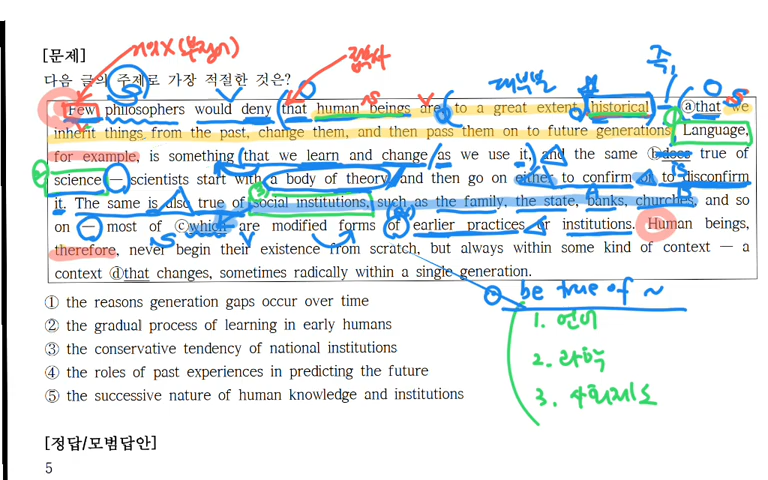 [문제]
다음 글의 주제로 가장 적절한 것은?
대부분
즉,
접속사
Few philosophers would deny that human beings are to a great extent historical — ⓐthat we
inherit things from the past, change them, and then pass them on to future generations. Language,
for example, is something that we learn and change as we use it, and the same ⓑdoes true of
science — scientists start with a body of theory and then go on either to confirm or to disconfirm
it. The same is also true of social institutions, such as the family, the state, banks, churches, and so
on — most of ⓒwhich are modified forms of earlier practices or institutions. Human beings,
therefore, never begin their existence from scratch, but always within some kind of context — a
context ⓓthat changes, sometimes radically within a single generation.
be true of ~
1. 언어
2. 과학
3. 사회제도
① the reasons generation gaps occur over time
② the gradual process of learning in early humans
③ the conservative tendency of national institutions
④ the roles of past experiences in predicting the future
⑤ the successive nature of human knowledge and institutions
[정답/모범답안]
5